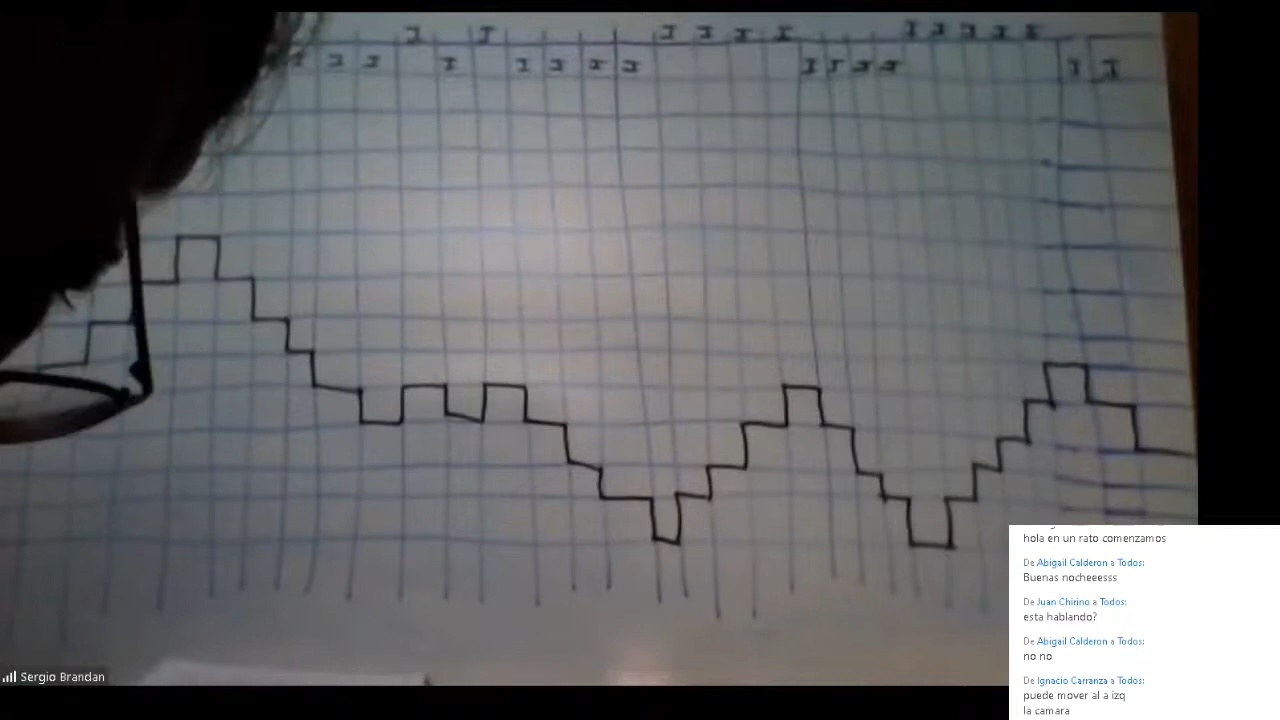 I I I I I I I I I I I
I I I I I I I I I I I I I I
Sergio Brandan
hola en un rato comenzamos
De Abigail Calderon a Todos:
Buenas nocheeesss
De Juan Chirino a Todos:
esta hablando?
De Abigail Calderon a Todos:
no no
De Ignacio Carranza a Todos:
puede mover al a izq
la camara